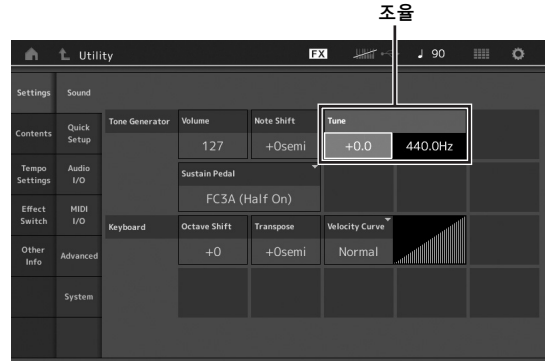 조율
Utility
FX
♩ 90
Settings
Sound
Contents
Quick
Setup
Tempo
Settings
Audio
I/O
Effect
Switch
MIDI
I/O
Other
Info
Advanced
System
Tone Generator
Volume
127
Note Shift
+0semi
Tune
+0.0
440.0Hz
Sustain Pedal
FC3A (Half On)
Keyboard
Octave Shift
+0
Transpose
+0semi
Velocity Curve
Normal